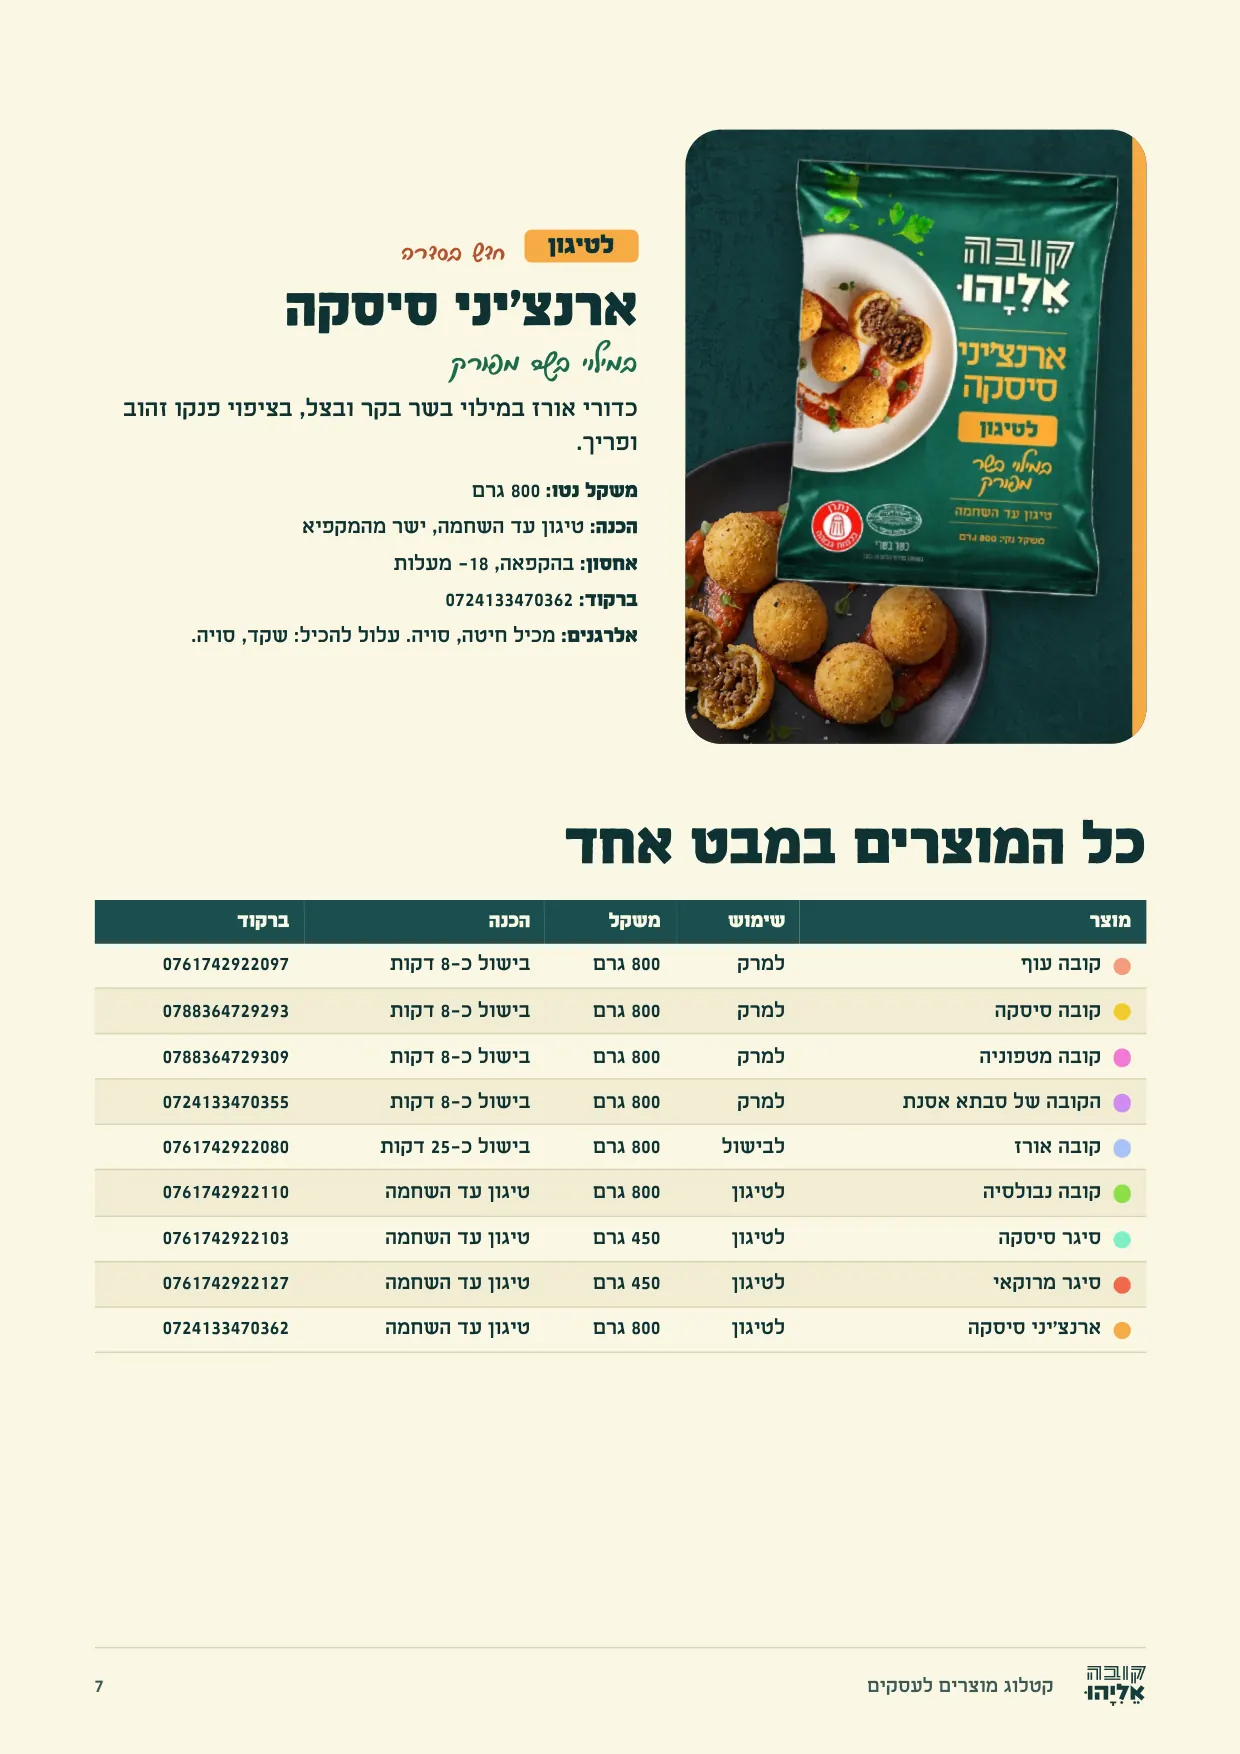 לטיגון חדש בסדרה
ארנצ'יני סיסקה
במילוי בשר מפורק
כדורי אורז במילוי בשר בקר ובצל, בציפוי פנקו זהוב
ופריך.
משקל נטו: 800 גרם
הכנה: טיגון עד השחמה, ישר מהמקפיא
אחסון: בהקפאה, 18- מעלות
ברקוד: 0724133470362
אלרגנים: מכיל חיטה, סויה. עלול להכיל: שקד, סויה.
קובה
אֵלִיָהוּ
ארנצ'יני
סיסקה
לטיגון
במילוי בשר
מפורק
טיגון עד השחמה
משקל נקי: 800 גרם
נתרן
בכמות גבוהה
כשר בשרי
כל המוצרים במבט אחד
מוצר שימוש משקל הכנה ברקוד
קובה עוף למרק 800 גרם בישול כ-8 דקות 0761742922097
קובה סיסקה למרק 800 גרם בישול כ-8 דקות 0788364729293
קובה מטפוניה למרק 800 גרם בישול כ-8 דקות 0788364729309
הקובה של סבתא אסנת למרק 800 גרם בישול כ-8 דקות 0724133470355
קובה אורז לבישול 800 גרם בישול כ-25 דקות 0761742922080
קובה נבולסיה לטיגון 800 גרם טיגון עד השחמה 0761742922110
סיגר סיסקה לטיגון 450 גרם טיגון עד השחמה 0761742922103
סיגר מרוקאי לטיגון 450 גרם טיגון עד השחמה 0761742922127
ארנצ'יני סיסקה לטיגון 800 גרם טיגון עד השחמה 0724133470362
קובה
אֵלִיָהוּ
קטלוג מוצרים לעסקים
7